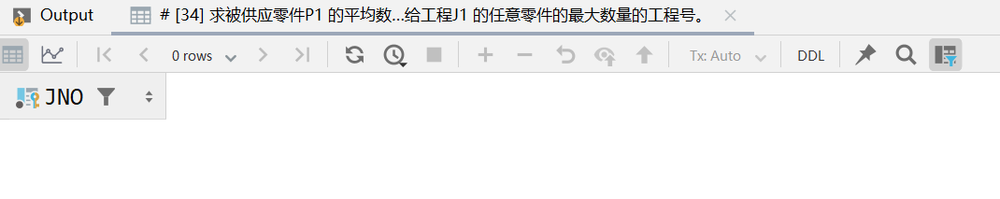 Output
# [34] 求被供应零件P1 的平均数...给工程J1 的任意零件的最大数量的工程号。
0 rows
Tx: Auto
DDL
JNO